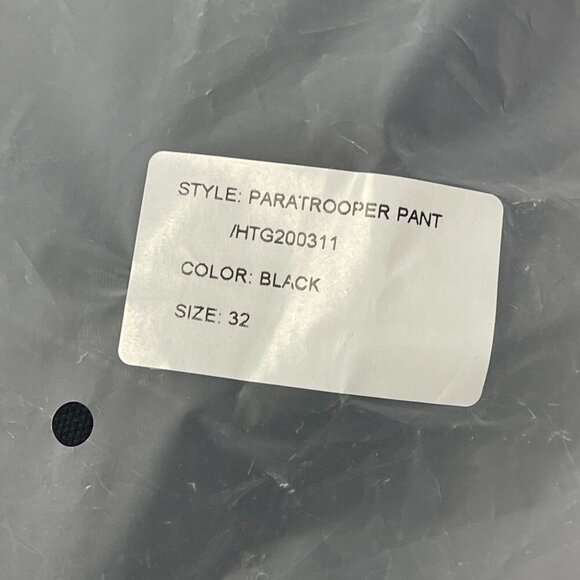 STYLE: PARATROOPER PANT
/HTG200311
COLOR: BLACK
SIZE: 32